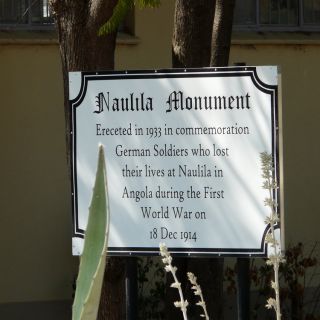 Naulila Monument
Ereceted in 1933 in commemoration
German Soldiers who lost
their lives at Naulila in
Angola during the First
World War on
18 Dec 1914